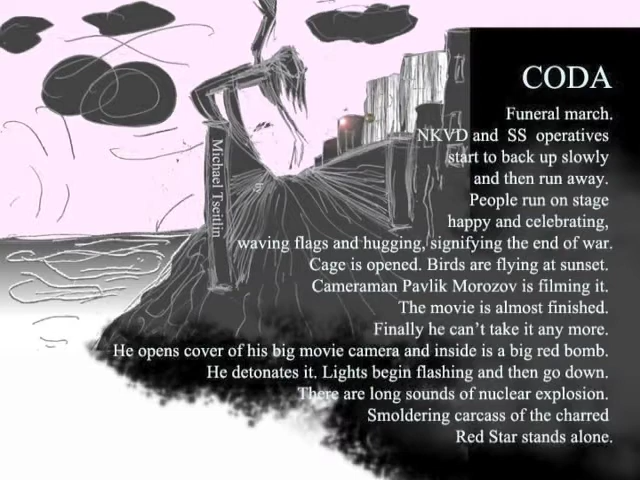 CODA
Funeral march.
NKVD and SS operatives
start to back up slowly
and then run away.
People run on stage
happy and celebrating,
waving flags and hugging, signifying the end of war.
Cage is opened. Birds are flying at sunset.
Cameraman Pavlik Morozov is filming it.
The movie is almost finished.
Finally he can’t take it any more.
He opens cover of his big movie camera and inside is a big red bomb.
He detonates it. Lights begin flashing and then go down.
There are long sounds of nuclear explosion.
Smoldering carcass of the charred
Red Star stands alone.
Michael Tseitlin